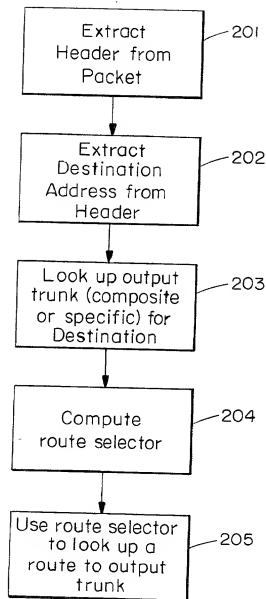 Extract
Header from
Packet
201
Extract
Destination
Address from
Header
202
Look up output
trunk (composite
or specific) for
Destination
203
Compute
route selector
204
Use route selector
to look up a
route to output
trunk
205